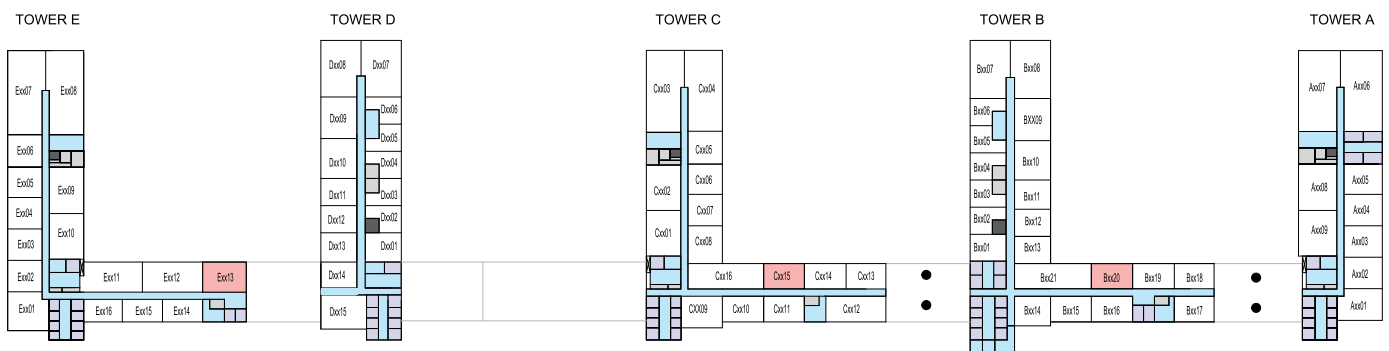 TOWER E
TOWER D
TOWER C
TOWER B
TOWER A
Exx07
Exx08
Exx06
Exx05
Exx09
Exx04
Exx03
Exx10
Exx02
Exx11
Exx12
Exx13
Exx01
Exx16
Exx15
Exx14
Dxx08
Dxx07
Dxx09
Dxx06
Dxx05
Dxx10
Dxx04
Dxx11
Dxx03
Dxx12
Dxx02
Dxx13
Dxx01
Dxx14
Dxx15
Cxx03
Cxx04
Cxx05
Cxx02
Cxx06
Cxx07
Cxx01
Cxx08
Cxx16
Cxx15
Cxx14
Cxx13
CXX09
Cxx10
Cxx11
Cxx12
Bxx07
Bxx08
Bxx06
BXX09
Bxx05
Bxx04
Bxx10
Bxx03
Bxx11
Bxx02
Bxx12
Bxx01
Bxx13
Bxx21
Bxx20
Bxx19
Bxx18
Bxx14
Bxx15
Bxx16
Bxx17
Axx07
Axx06
Axx08
Axx05
Axx04
Axx09
Axx03
Axx02
Axx01